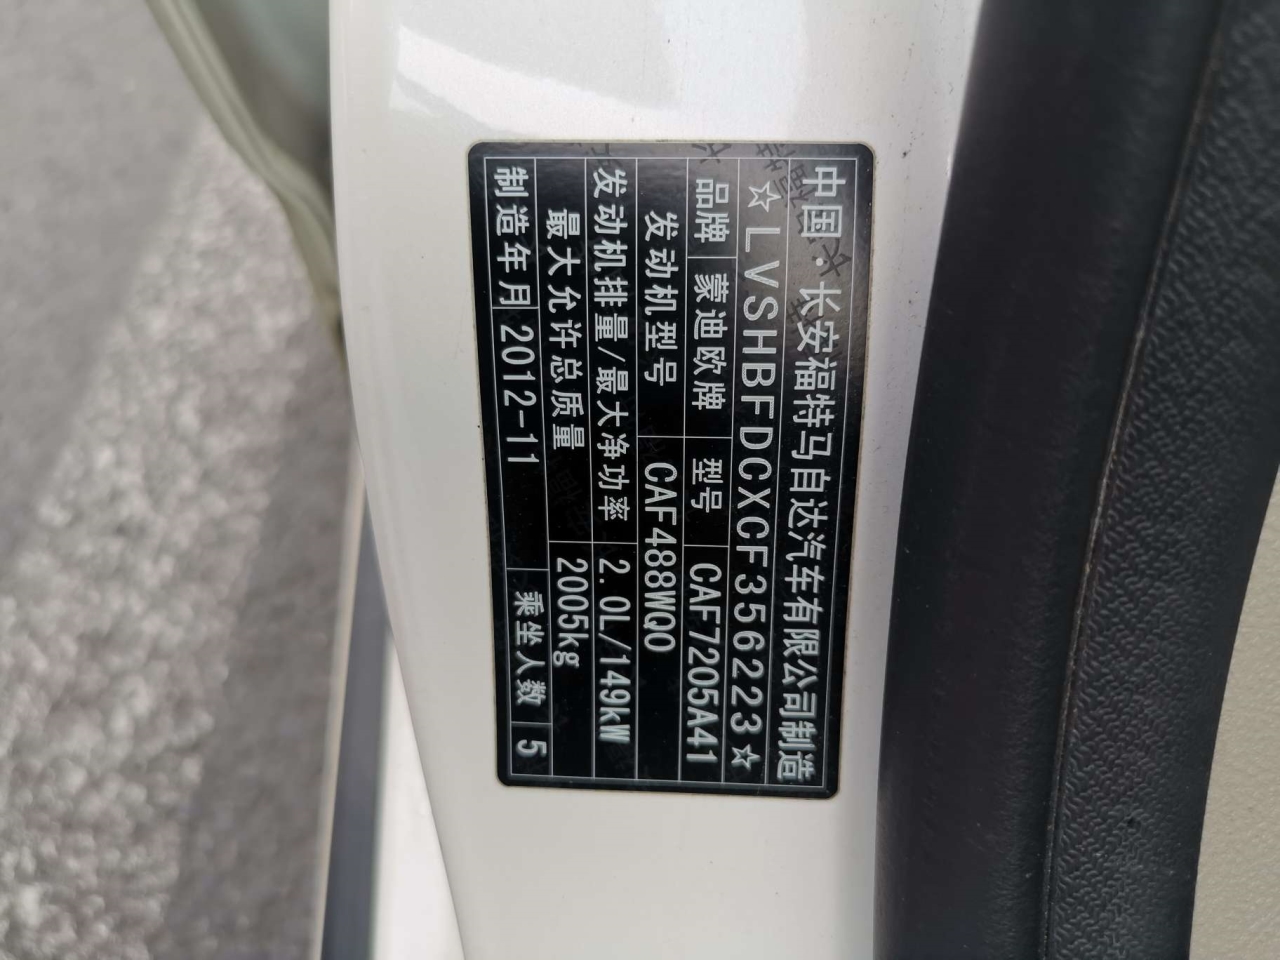 中国·长安福特马自达汽车有限公司制造
☆LVSHBFDCXCF356223☆
品牌 蒙迪欧牌 型号 CAF7205A41
发动机型号 CAF488WQ0
发动机排量/最大净功率 2.0L/149kW
最大允许总质量 2005kg
制造年月 2012-11 乘坐人数 5